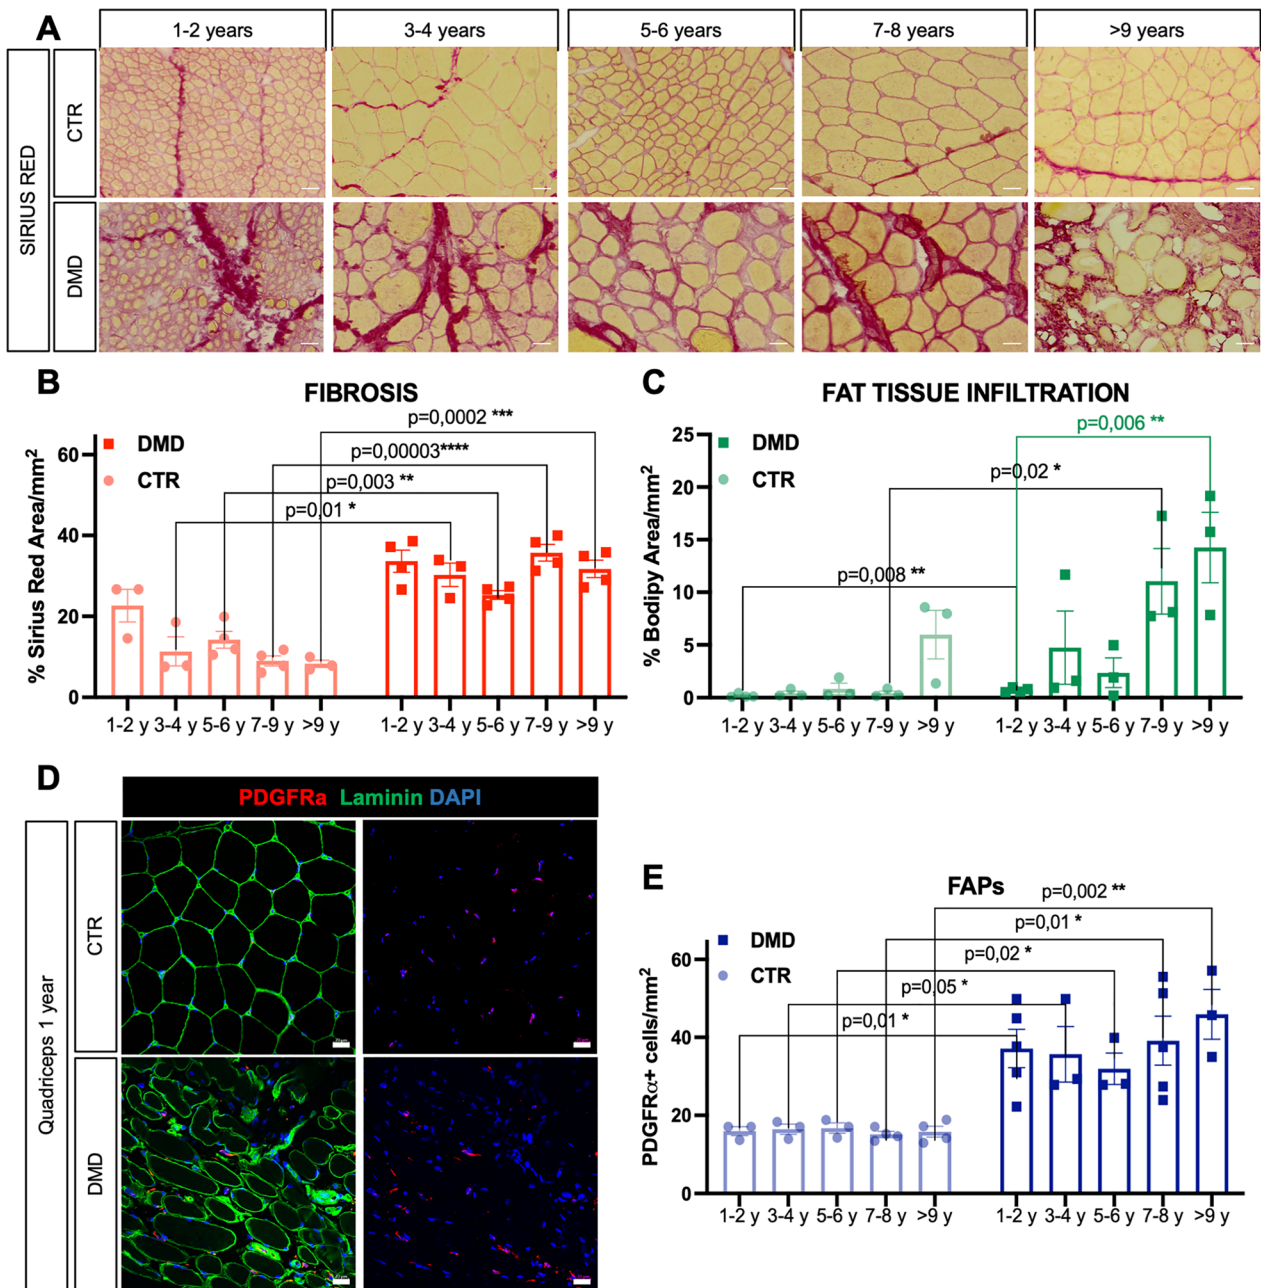 A
1-2 years
3-4 years
5-6 years
7-8 years
>9 years
SIRIUS RED
CTR
DMD
B
FIBROSIS
p=0,0002 ***
p=0,00003****
p=0,003 **
p=0,01 *
DMD
CTR
% Sirius Red Area/mm²
60
40
20
0
1-2 y 3-4 y 5-6 y 7-9 y >9 y
1-2 y 3-4 y 5-6 y 7-9 y >9 y
C
FAT TISSUE INFILTRATION
p=0,006 **
p=0,02 *
p=0,008 **
DMD
CTR
% Bodipy Area/mm²
25
20
15
10
5
0
1-2 y 3-4 y 5-6 y 7-9 y >9 y
1-2 y 3-4 y 5-6 y 7-9 y >9 y
D
PDGFRa Laminin DAPI
Quadriceps 1 year
CTR
DMD
E
FAPs
p=0,002 **
p=0,01 *
p=0,02 *
p=0,05 *
p=0,01 *
DMD
CTR
PDGFRα+ cells/mm²
60
40
20
0
1-2 y 3-4 y 5-6 y 7-8 y >9 y
1-2 y 3-4 y 5-6 y 7-8 y >9 y